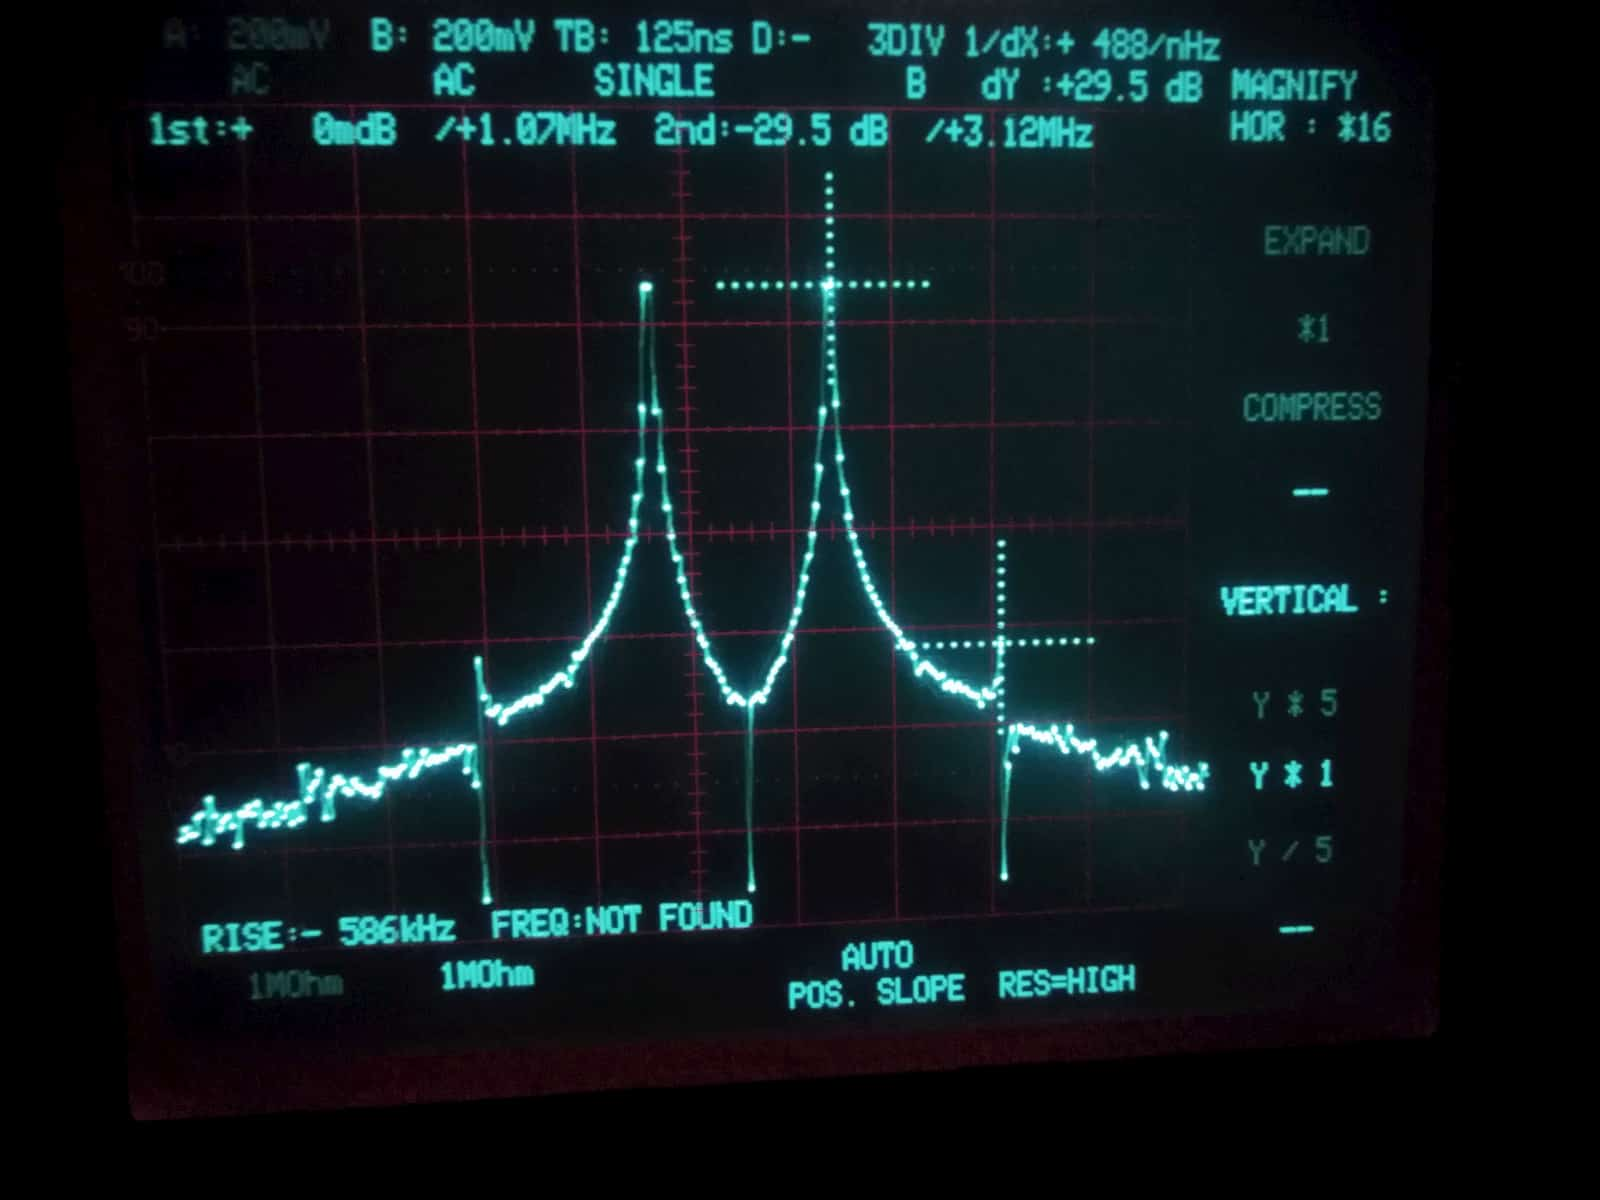 A: 200mV B: 200mV TB: 125ns D:- 3DIV 1/dX:+ 488/nHz
AC AC SINGLE B dY :+29.5 dB MAGNIFY
1st:+ 0mdB /+1.07MHz 2nd:-29.5 dB /+3.12MHz HOR : *16
EXPAND
100
90
*1
COMPRESS
--
VERTICAL :
Y * 5
Y * 1
Y / 5
--
RISE:- 586kHz FREQ:NOT FOUND
1MOhm 1MOhm AUTO
POS. SLOPE RES=HIGH